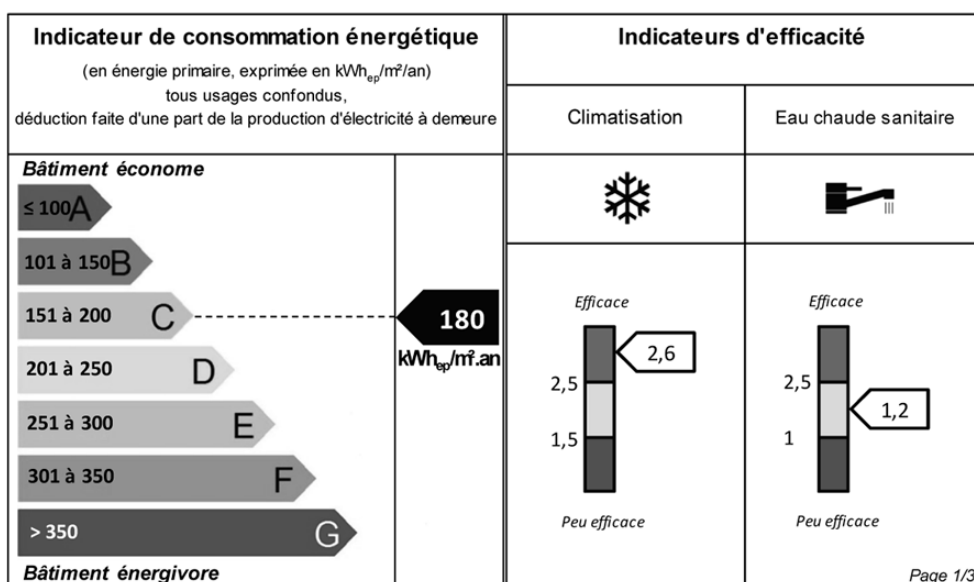 Indicateur de consommation énergétique
(en énergie primaire, exprimée en kWhep/m²/an)
tous usages confondus,
déduction faite d'une part de la production d'électricité à demeure
Bâtiment économe
≤ 100 A
101 à 150 B
151 à 200 C
180
kWhep/m².an
201 à 250 D
251 à 300 E
301 à 350 F
> 350 G
Bâtiment énergivore
Indicateurs d'efficacité
Climatisation
Efficace
2,6
2,5
1,5
Peu efficace
Eau chaude sanitaire
Efficace
2,5
1,2
1
Peu efficace
Page 1/3